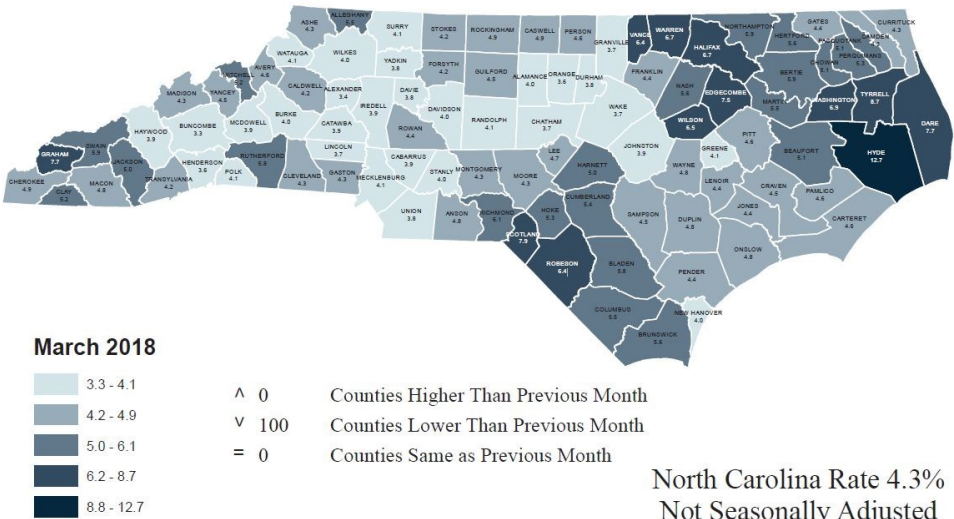 ASHE
4.3
ALLEGHANY
5.5
SURRY
4.1
STOKES
4.2
ROCKINGHAM
4.9
CASWELL
4.9
PERSON
4.6
GRANVILLE
3.7
VANCE
6.4
WARREN
6.7
HALIFAX
6.7
NORTHAMPTON
5.9
HERTFORD
5.6
GATES
4.4
CURRITUCK
4.3
CAMDEN
PASQUOTANK
5.1
PERQUIMANS
5.3
CHOWAN
5.1
WATAUGA
4.1
WILKES
4.0
YADKIN
3.8
FORSYTH
4.2
GUILFORD
4.5
ALAMANCE
4.0
ORANGE
3.6
DURHAM
3.8
FRANKLIN
4.4
NASH
5.6
EDGECOMBE
7.5
BERTIE
5.9
MITCHELL
5.2
AVERY
4.6
CALDWELL
4.2
ALEXANDER
3.4
DAVIE
3.8
IREDELL
3.9
DAVIDSON
4.0
RANDOLPH
4.1
CHATHAM
3.7
WAKE
3.7
WILSON
6.5
MARTIN
5.5
WASHINGTON
6.5
TYRRELL
8.7
DARE
7.7
MADISON
4.3
YANCEY
4.5
HAYWOOD
3.9
BUNCOMBE
3.3
MCDOWELL
3.9
BURKE
4.0
CATAWBA
3.9
ROWAN
4.4
LINCOLN
3.7
JOHNSTON
3.9
GREENE
4.1
PITT
4.6
BEAUFORT
5.1
HYDE
12.7
GRAHAM
7.7
SWAIN
5.9
JACKSON
5.0
CHEROKEE
4.9
CLAY
5.2
MACON
4.8
TRANSYLVANIA
4.2
HENDERSON
3.6
POLK
4.1
RUTHERFORD
5.8
CLEVELAND
4.3
GASTON
4.3
MECKLENBURG
4.1
CABARRUS
3.9
STANLY
4.0
MONTGOMERY
4.3
MOORE
4.3
LEE
4.7
HARNETT
5.0
WAYNE
4.8
LENOIR
4.4
CRAVEN
4.5
PAMLICO
4.6
UNION
3.8
ANSON
4.8
RICHMOND
5.1
HOKE
5.3
CUMBERLAND
5.4
SAMPSON
4.5
DUPLIN
4.5
JONES
4.4
CARTERET
4.6
SCOTLAND
7.9
ROBESON
6.4
BLADEN
5.8
ONSLOW
4.9
PENDER
4.4
COLUMBUS
5.5
NEW HANOVER
4.0
BRUNSWICK
5.6
March 2018
3.3 - 4.1
4.2 - 4.9
5.0 - 6.1
6.2 - 8.7
8.8 - 12.7
^ 0 Counties Higher Than Previous Month
v 100 Counties Lower Than Previous Month
= 0 Counties Same as Previous Month
North Carolina Rate 4.3%
Not Seasonally Adjusted